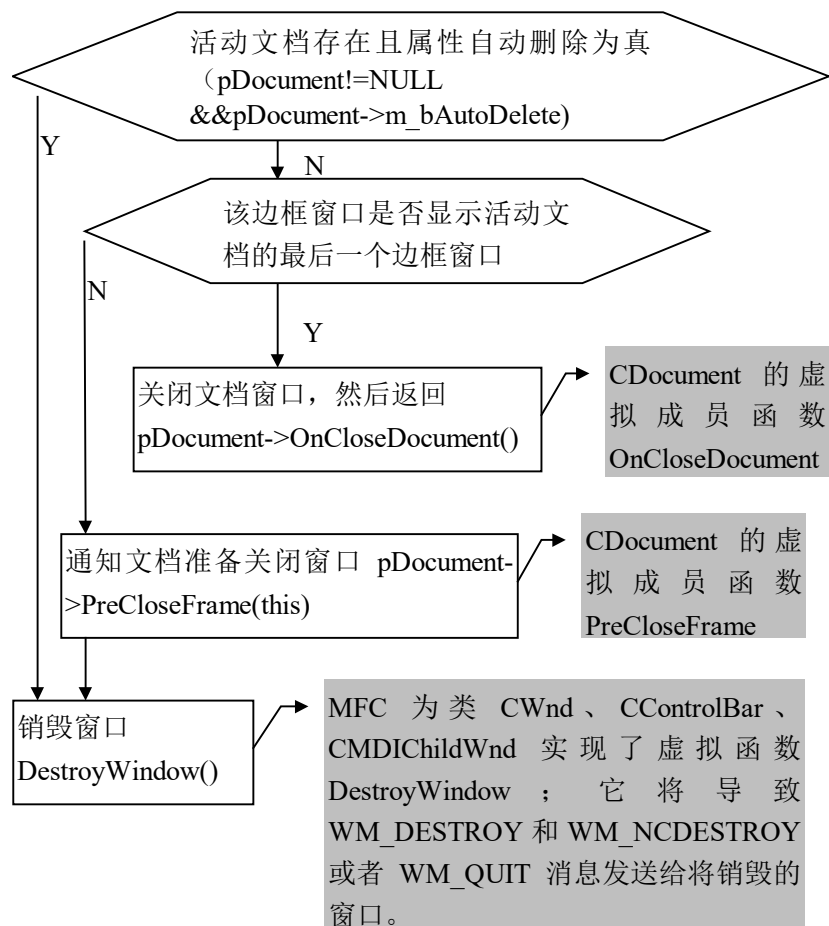 活动文档存在且属性自动删除为真
（pDocument!=NULL
&&pDocument->m_bAutoDelete)
Y
N
该边框窗口是否显示活动文
档的最后一个边框窗口
N
Y
关闭文档窗口，然后返回
pDocument->OnCloseDocument()
CDocument 的虚
拟成员函数
OnCloseDocument
通知文档准备关闭窗口 pDocument-
>PreCloseFrame(this)
CDocument 的虚
拟成员函数
PreCloseFrame
销毁窗口
DestroyWindow()
MFC 为类 CWnd、CControlBar、
CMDIChildWnd 实现了虚拟函数
DestroyWindow；它将导致
WM_DESTROY 和 WM_NCDESTROY
或者 WM_QUIT 消息发送给将销毁的
窗口。